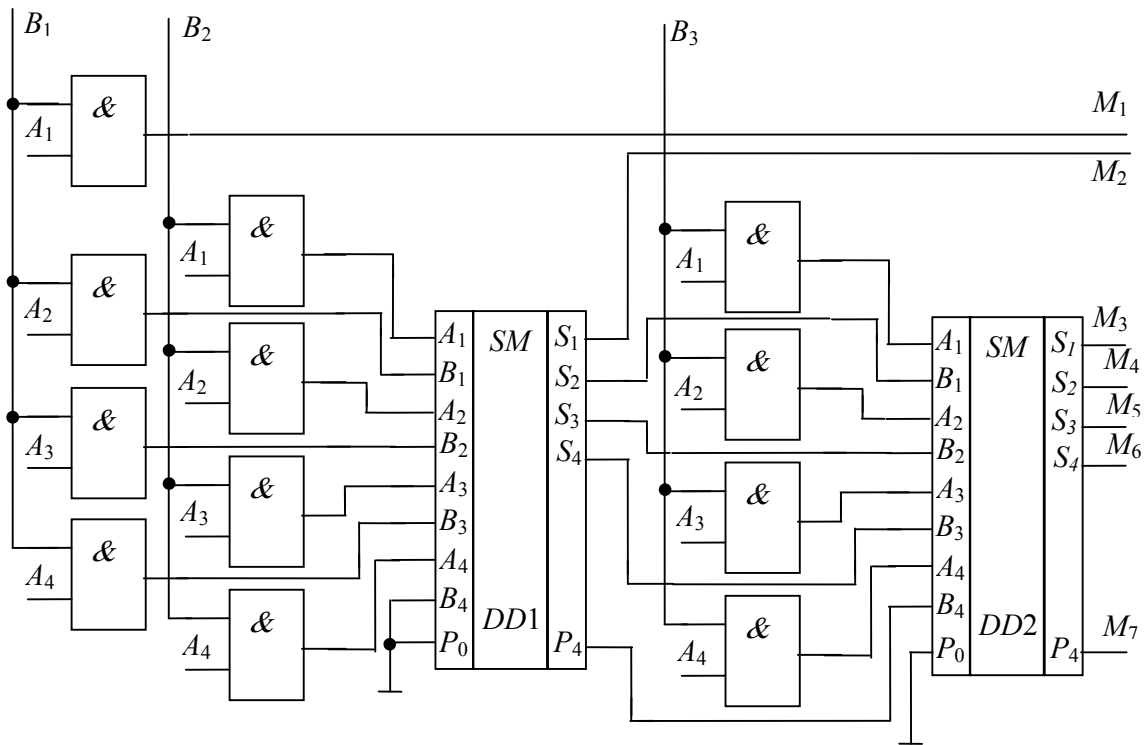 B₁ B₂ B₃
& M₁
A₁
M₂
& &
A₁ A₁
&
A₂
A₁ SM S₁ A₁ SM S₁ M₃
& & B₁ S₂ B₁ S₂ M₄
A₂ A₂ A₂ S₃ A₂ S₃ M₅
& B₂ S₄ B₂ S₄ M₆
A₃
& & A₃ A₃
A₃ A₃ B₃ B₃
& A₄ A₄
A₄
& & B₄ DD1 B₄ DD2
A₄ A₄ P₀ P₄ P₀ P₄ M₇